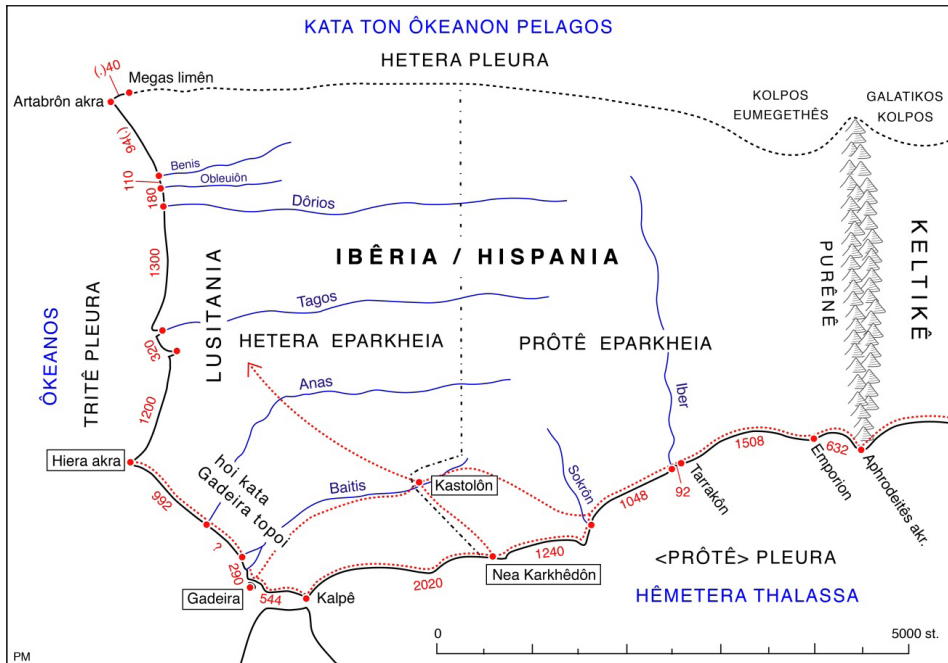 KATA TON ÔKEANON PELAGOS
HETERA PLEURA
(.)40
Megas limên
Artabrôn akra
KOLPOS
EUMEGETHÊS
GALATIKOS
KOLPOS
94(.)
Benis
110
Obleuiôn
180
Dôrios
IBÊRIA / HISPANIA
PURÊNÊ
KELTIKÊ
1300
LUSITANIA
ÔKEANOS
TRITÊ PLEURA
Tagos
320
HETERA EPARKHEIA
PRÔTÊ EPARKHEIA
Iber
1200
Anas
Hiera akra
hoi kata
Gadeira topoi
992
?
Baitis
Kastolôn
Sokrôn
1508
632
Emporion
Aphrodeitês akr.
1048
92
Tarrakôn
290
Gadeira
544
Kalpê
2020
1240
Nea Karkhêdôn
<PRÔTÊ> PLEURA
HÊMETERA THALASSA
0
5000 st.
PM